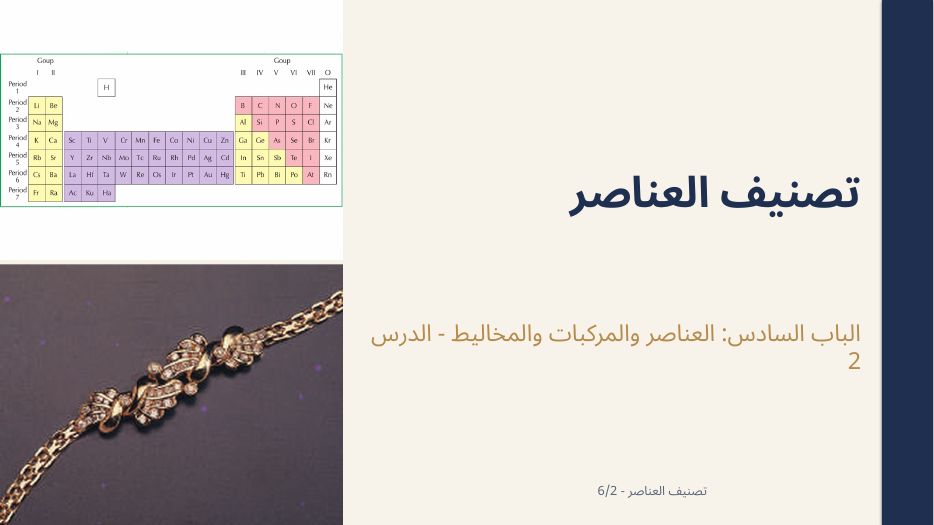 تصنيف العناصر
الباب السادس: العناصر والمركبات والمخاليط - الدرس
2
تصنيف العناصر - 6/2
Goup Goup
I II III IV V VI VII O
Period 1 H He
Period 2 Li Be B C N O F Ne
Period 3 Na Mg Al Si P S Cl Ar
Period 4 K Ca Sc Ti V Cr Mn Fe Co Ni Cu Zn Ga Ge As Se Br Kr
Period 5 Rb Sr Y Zr Nb Mo Tc Ru Rh Pd Ag Cd In Sn Sb Te I Xe
Period 6 Cs Ba La Hf Ta W Re Os Ir Pt Au Hg Ti Pb Bi Po At Rn
Period 7 Fr Ra Ac Ku Ha